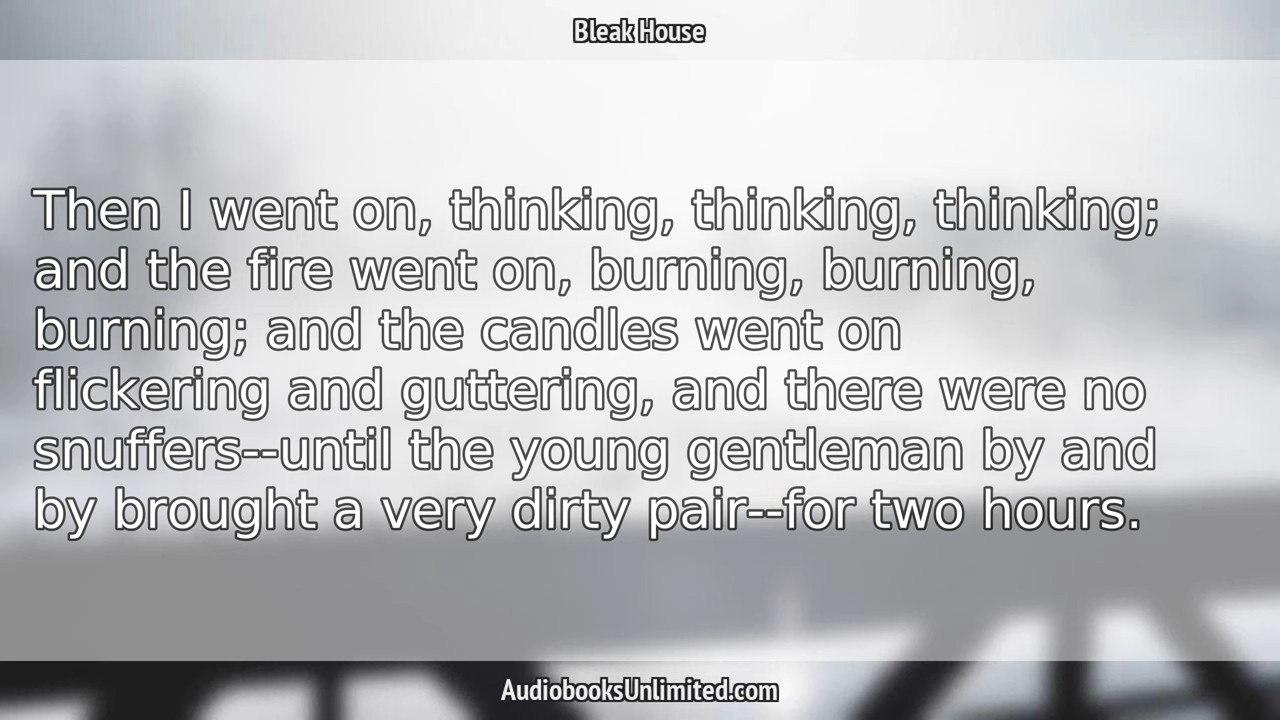 Bleak House
Then I went on, thinking, thinking, thinking;
and the fire went on, burning, burning,
burning; and the candles went on
flickering and guttering, and there were no
snuffers--until the young gentleman by and
by brought a very dirty pair--for two hours.
AudiobooksUnlimited.com